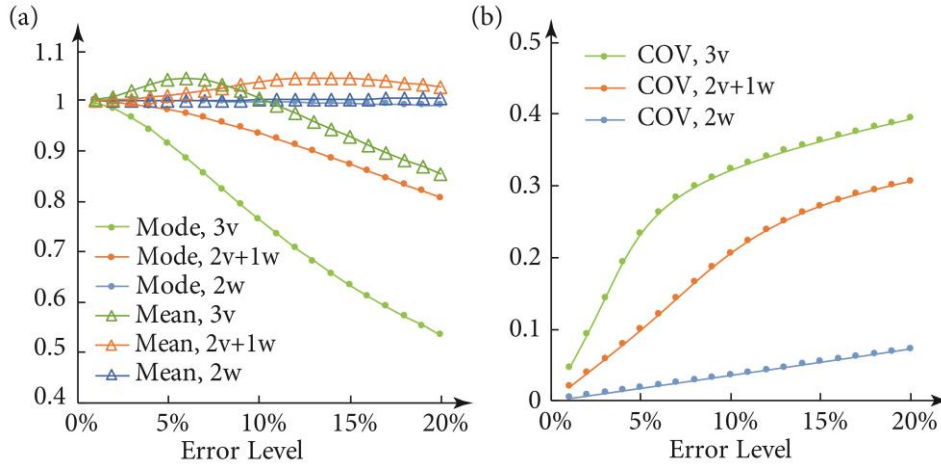 (a)
1.1
1
0.9
0.8
0.7
0.6
0.5
0.4
Mode, 3v
Mode, 2v+1w
Mode, 2w
Mean, 3v
Mean, 2v+1w
Mean, 2w
0% 5% 10% 15% 20%
Error Level
(b)
0.5
0.4
0.3
0.2
0.1
0
COV, 3v
COV, 2v+1w
COV, 2w
0% 5% 10% 15% 20%
Error Level